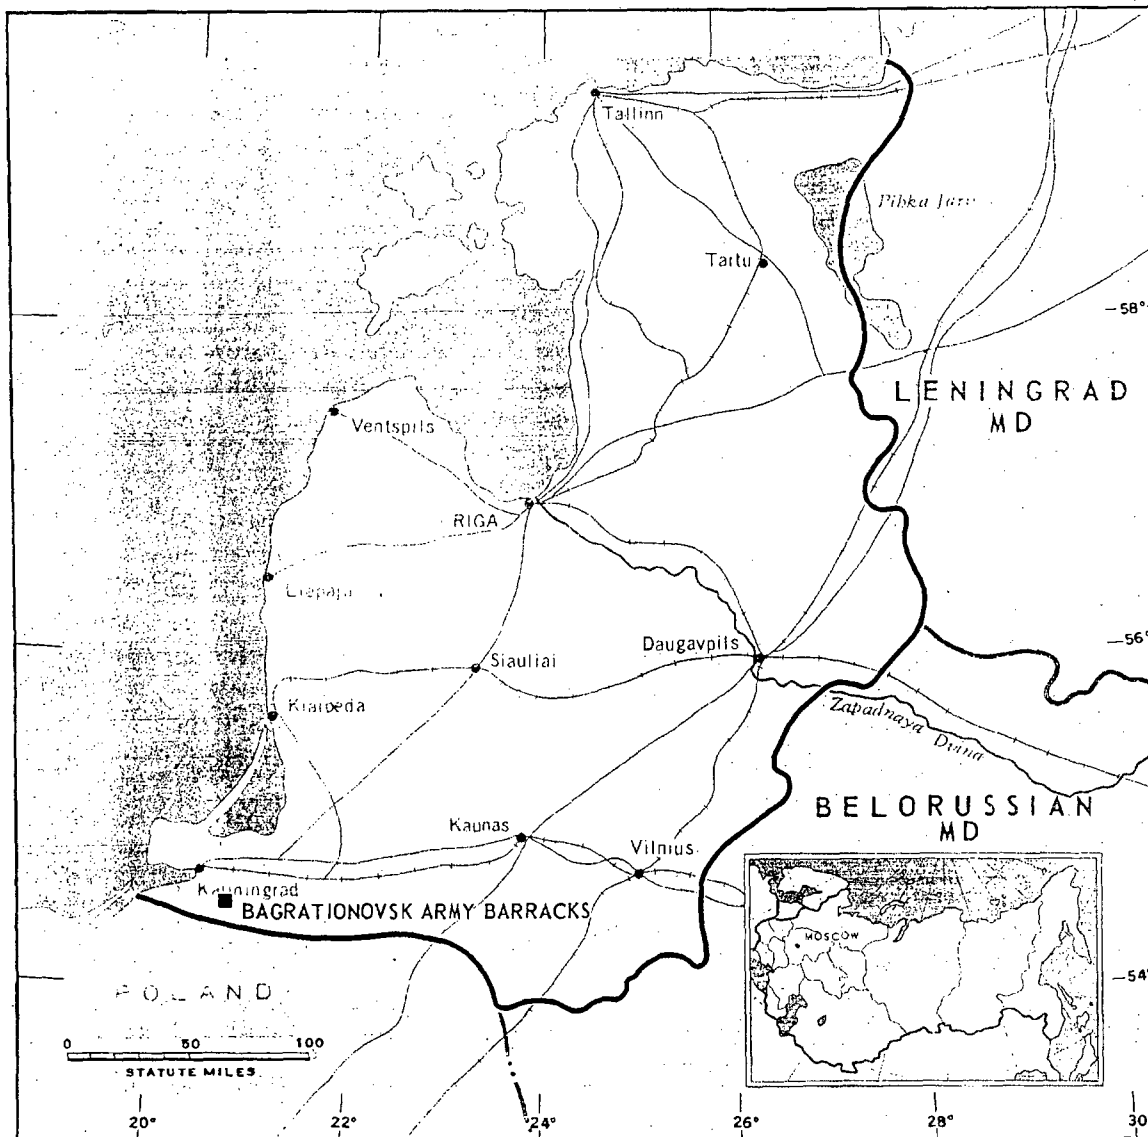 Tallinn
Pihka Jarv
Tartu
58°
LENINGRAD
MD
Ventspils
RIGA
Liepaja
56°
Daugavpils
Siauliai
Klaipeda
Zapadnaya Dvina
BELORUSSIAN
MD
Kaunas
Vilnius
Kaliningrad
BAGRATIONOVSK ARMY BARRACKS
MOSCOW
54°
POLAND
0 50 100
STATUTE MILES
20° 22° 24° 26° 28° 30°